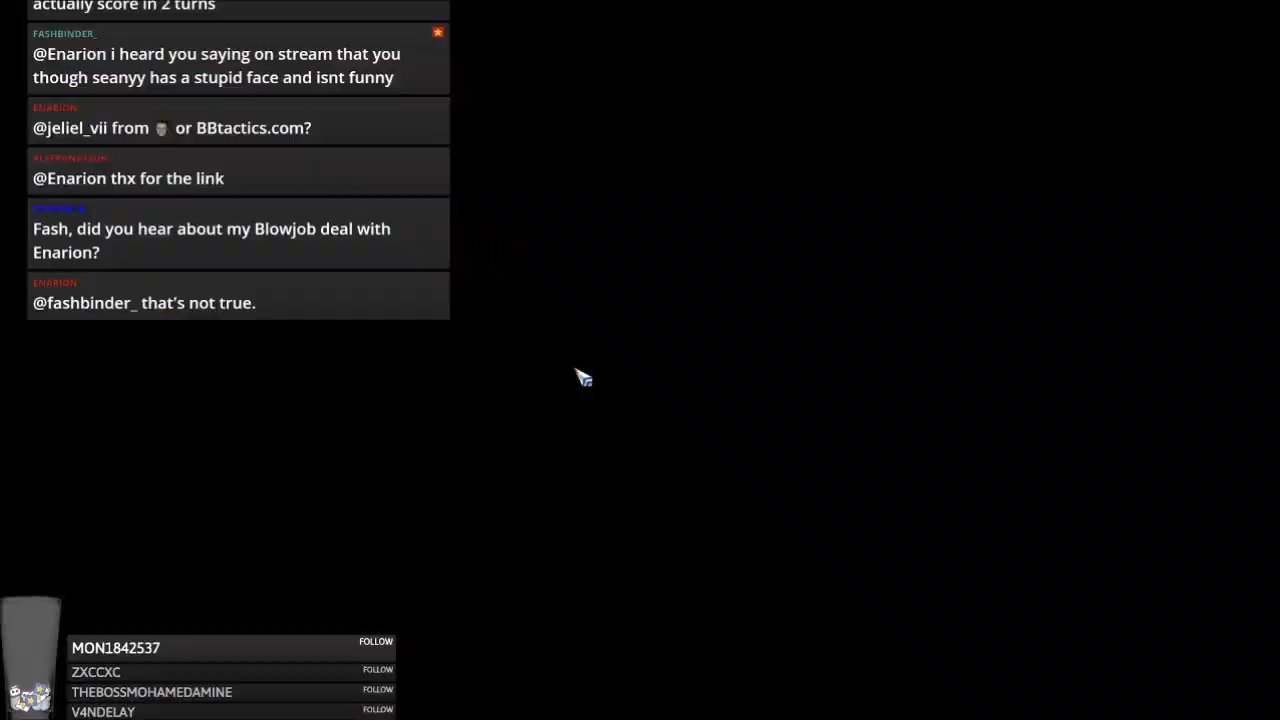 actually score in 2 turns
FASHBINDER_
@Enarion i heard you saying on stream that you
though seanyy has a stupid face and isnt funny
ENARION
@jeliel_vii from or BBtactics.com?
@Enarion thx for the link
Fash, did you hear about my Blowjob deal with
Enarion?
ENARION
@fashbinder_ that's not true.
MON1842537 FOLLOW
ZXCCXC FOLLOW
THEBOSSMOHAMEDAMINE FOLLOW
V4NDELAY FOLLOW